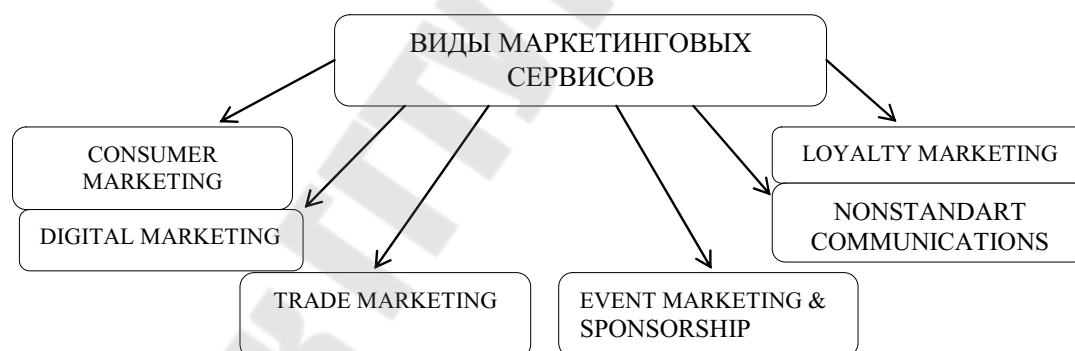 ВИДЫ МАРКЕТИНГОВЫХ
СЕРВИСОВ
CONSUMER
MARKETING
LOYALTY MARKETING
DIGITAL MARKETING
NONSTANDART
COMMUNICATIONS
TRADE MARKETING
EVENT MARKETING &
SPONSORSHIP